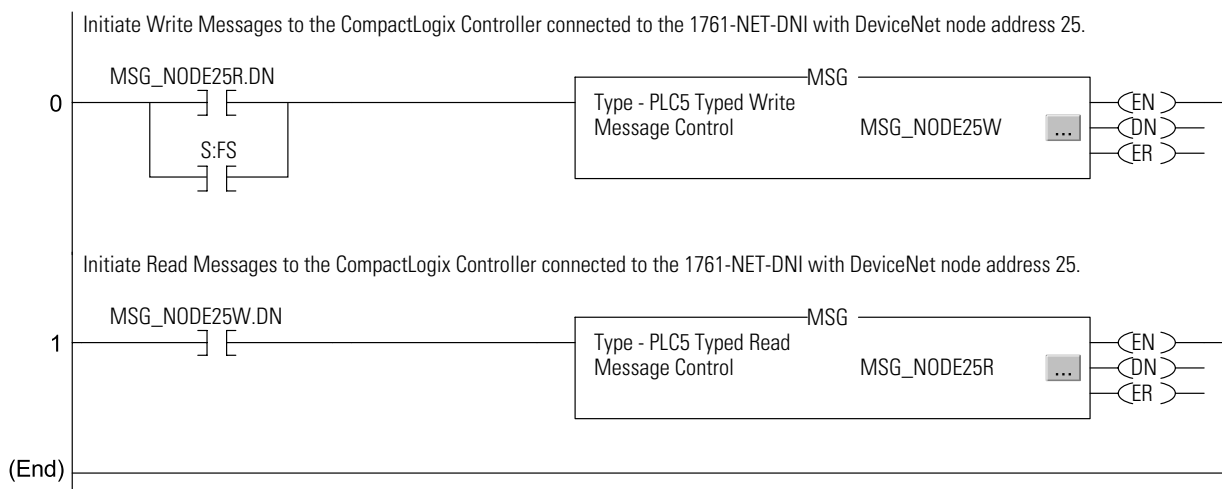 Initiate Write Messages to the CompactLogix Controller connected to the 1761-NET-DNI with DeviceNet node address 25.
MSG_NODE25R.DN
MSG
0
Type - PLC5 Typed Write
EN
Message Control MSG_NODE25W ...
DN
S:FS
ER
Initiate Read Messages to the CompactLogix Controller connected to the 1761-NET-DNI with DeviceNet node address 25.
MSG_NODE25W.DN
MSG
1
Type - PLC5 Typed Read
EN
Message Control MSG_NODE25R ...
DN
ER
(End)